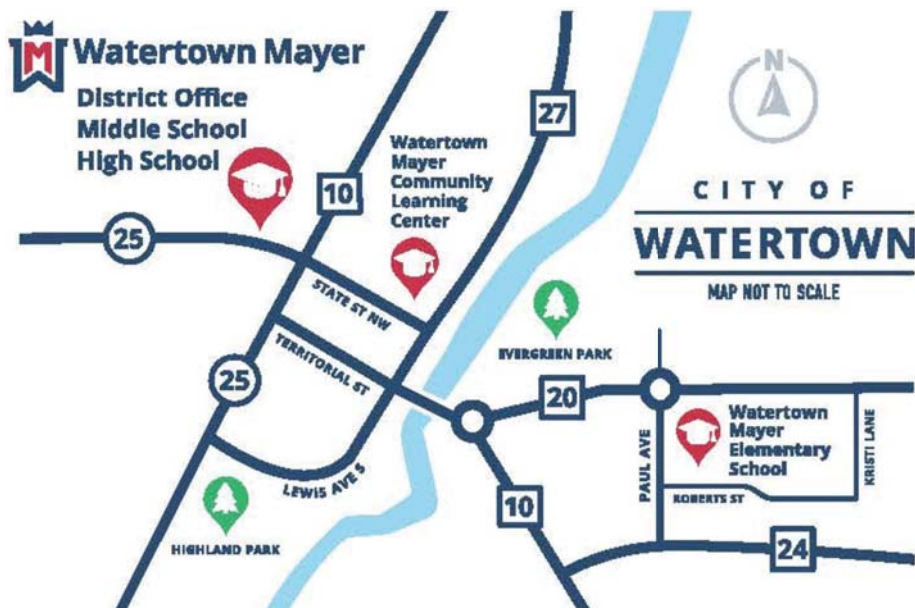 M
Watertown Mayer
District Office
Middle School
High School
25
10
Watertown
Mayer
Community
Learning
Center
27
N
CITY OF
WATERTOWN
MAP NOT TO SCALE
STATE ST NW
TERRITORIAL ST
25
LEWIS AVE S
HIGHLAND PARK
EVERGREEN PARK
20
10
PAUL AVE
Watertown
Mayer
Elementary
School
KRISTI LANE
ROBERTS ST
24